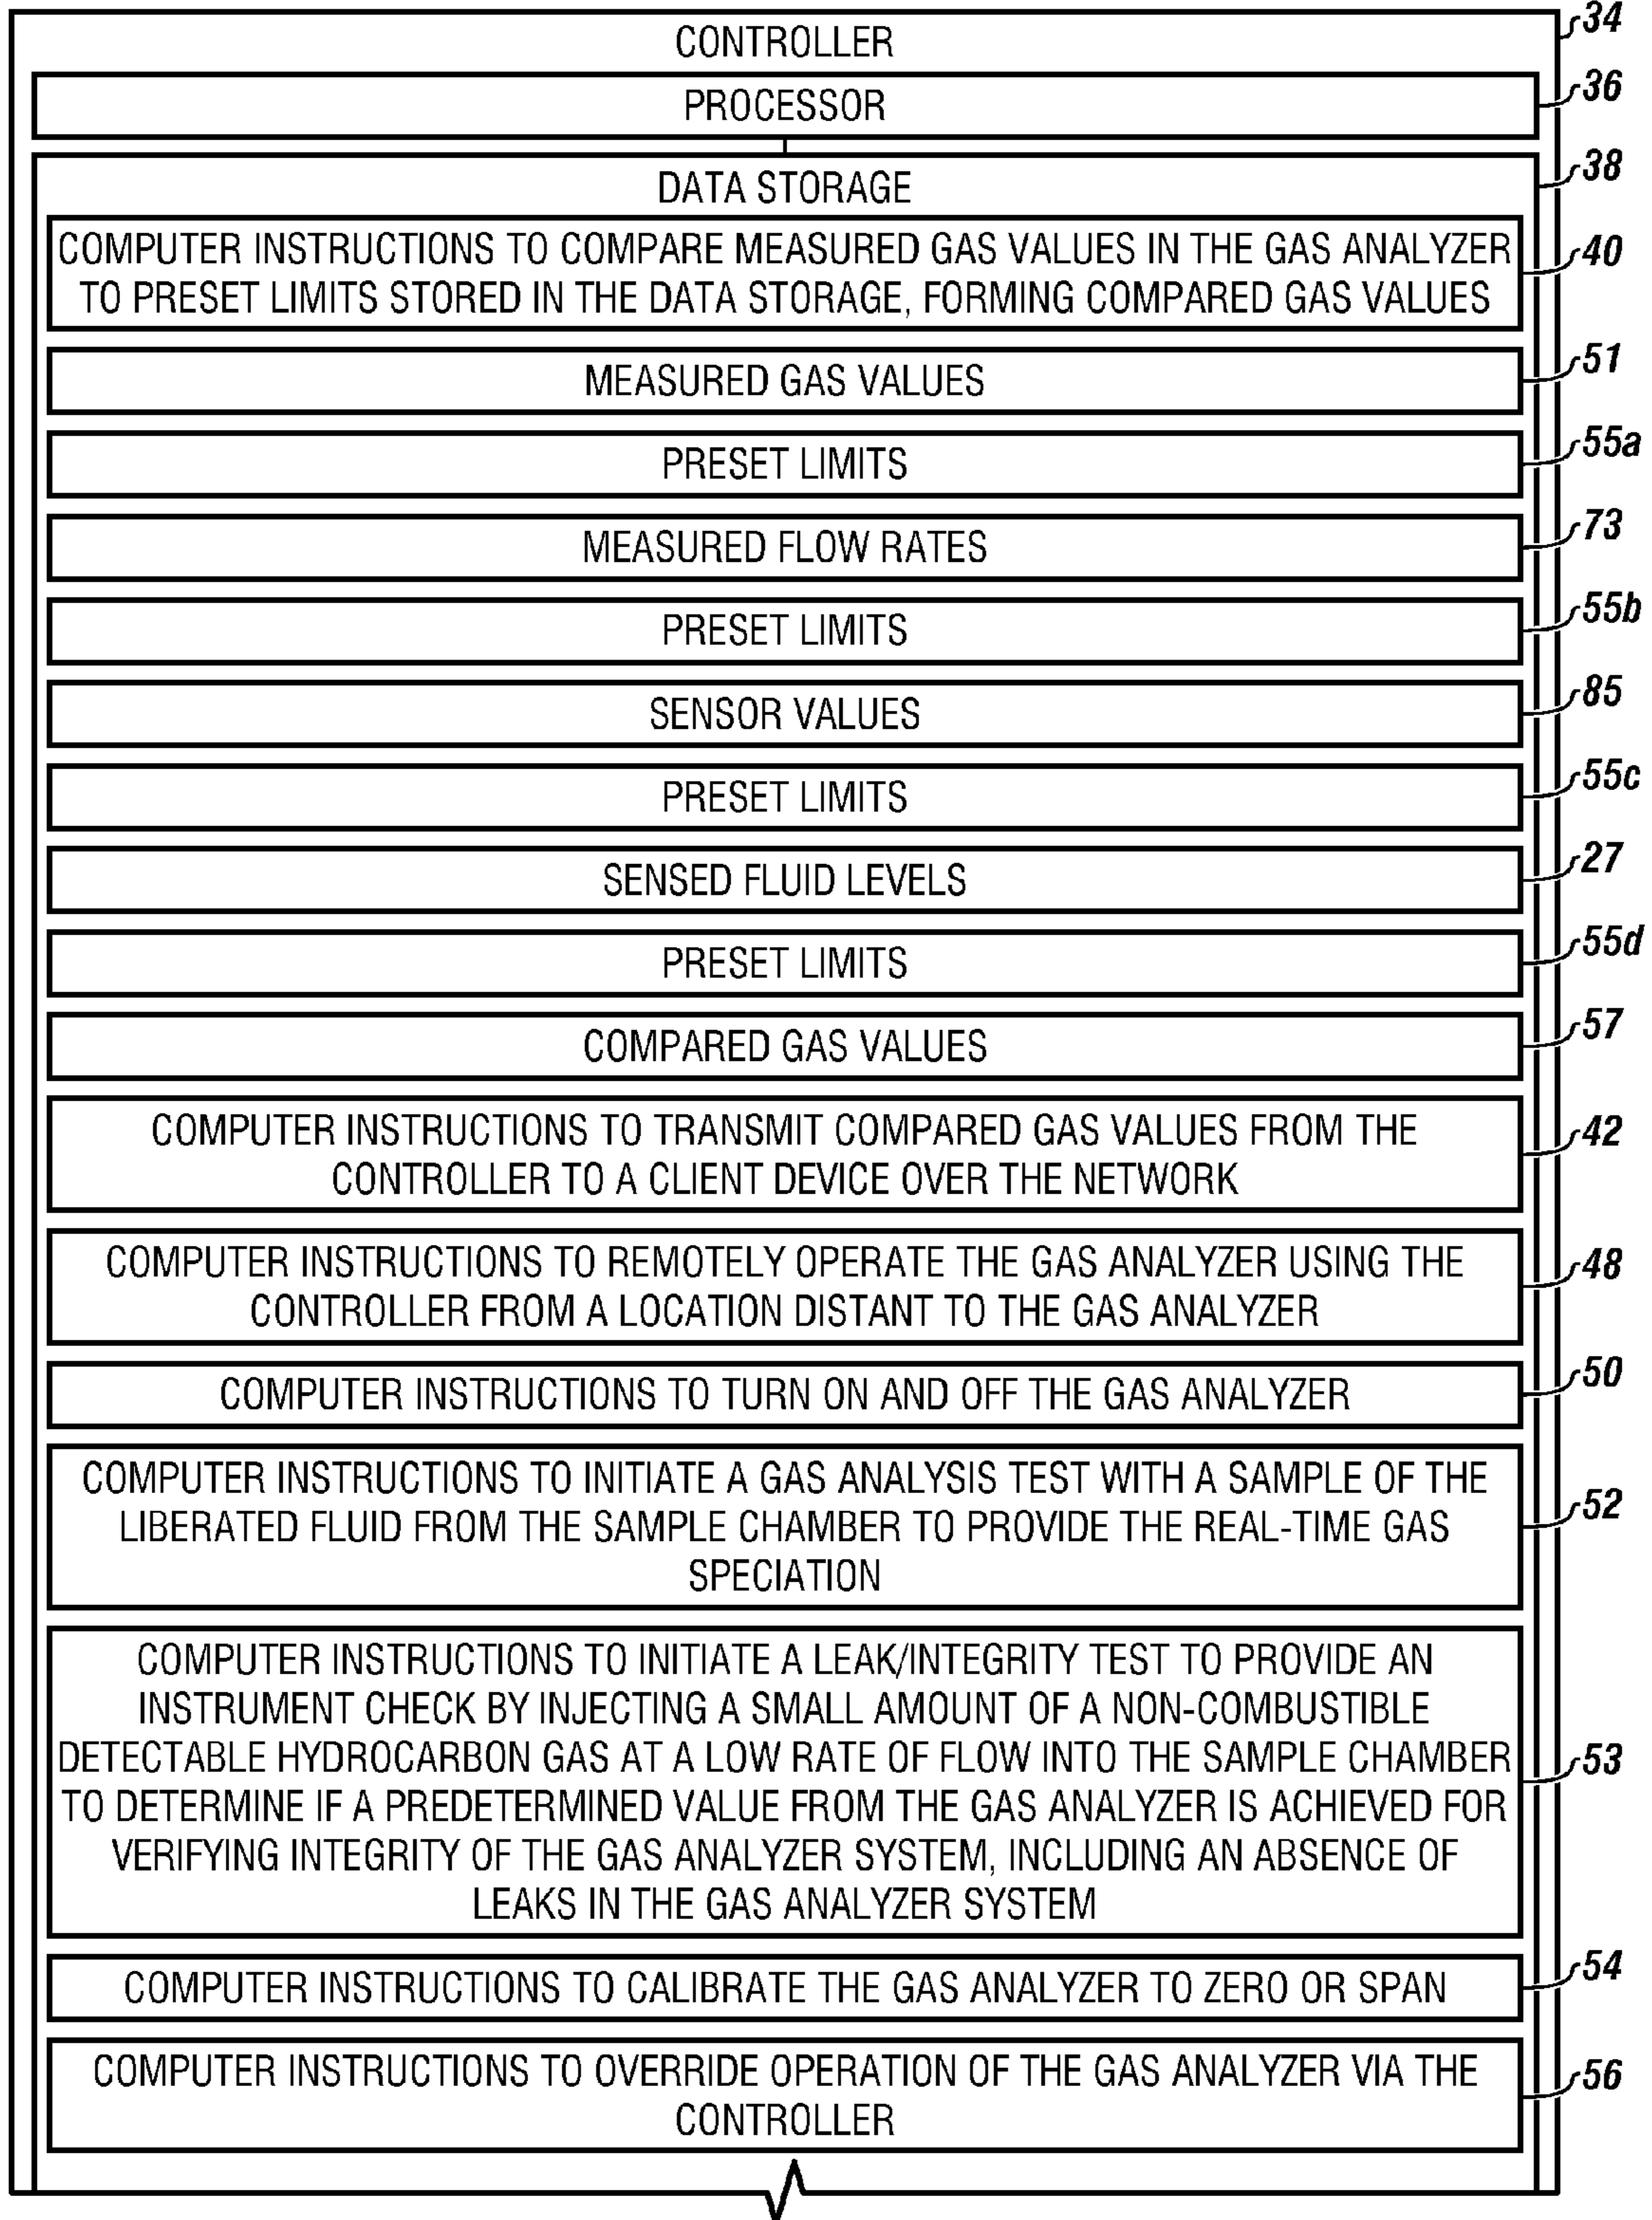 CONTROLLER
34
PROCESSOR
36
DATA STORAGE
38
COMPUTER INSTRUCTIONS TO COMPARE MEASURED GAS VALUES IN THE GAS ANALYZER
TO PRESET LIMITS STORED IN THE DATA STORAGE, FORMING COMPARED GAS VALUES
40
MEASURED GAS VALUES
51
PRESET LIMITS
55a
MEASURED FLOW RATES
73
PRESET LIMITS
55b
SENSOR VALUES
85
PRESET LIMITS
55c
SENSED FLUID LEVELS
27
PRESET LIMITS
55d
COMPARED GAS VALUES
57
COMPUTER INSTRUCTIONS TO TRANSMIT COMPARED GAS VALUES FROM THE
CONTROLLER TO A CLIENT DEVICE OVER THE NETWORK
42
COMPUTER INSTRUCTIONS TO REMOTELY OPERATE THE GAS ANALYZER USING THE
CONTROLLER FROM A LOCATION DISTANT TO THE GAS ANALYZER
48
COMPUTER INSTRUCTIONS TO TURN ON AND OFF THE GAS ANALYZER
50
COMPUTER INSTRUCTIONS TO INITIATE A GAS ANALYSIS TEST WITH A SAMPLE OF THE
LIBERATED FLUID FROM THE SAMPLE CHAMBER TO PROVIDE THE REAL-TIME GAS
SPECIATION
52
COMPUTER INSTRUCTIONS TO INITIATE A LEAK/INTEGRITY TEST TO PROVIDE AN
INSTRUMENT CHECK BY INJECTING A SMALL AMOUNT OF A NON-COMBUSTIBLE
DETECTABLE HYDROCARBON GAS AT A LOW RATE OF FLOW INTO THE SAMPLE CHAMBER
TO DETERMINE IF A PREDETERMINED VALUE FROM THE GAS ANALYZER IS ACHIEVED FOR
VERIFYING INTEGRITY OF THE GAS ANALYZER SYSTEM, INCLUDING AN ABSENCE OF
LEAKS IN THE GAS ANALYZER SYSTEM
53
COMPUTER INSTRUCTIONS TO CALIBRATE THE GAS ANALYZER TO ZERO OR SPAN
54
COMPUTER INSTRUCTIONS TO OVERRIDE OPERATION OF THE GAS ANALYZER VIA THE
CONTROLLER
56